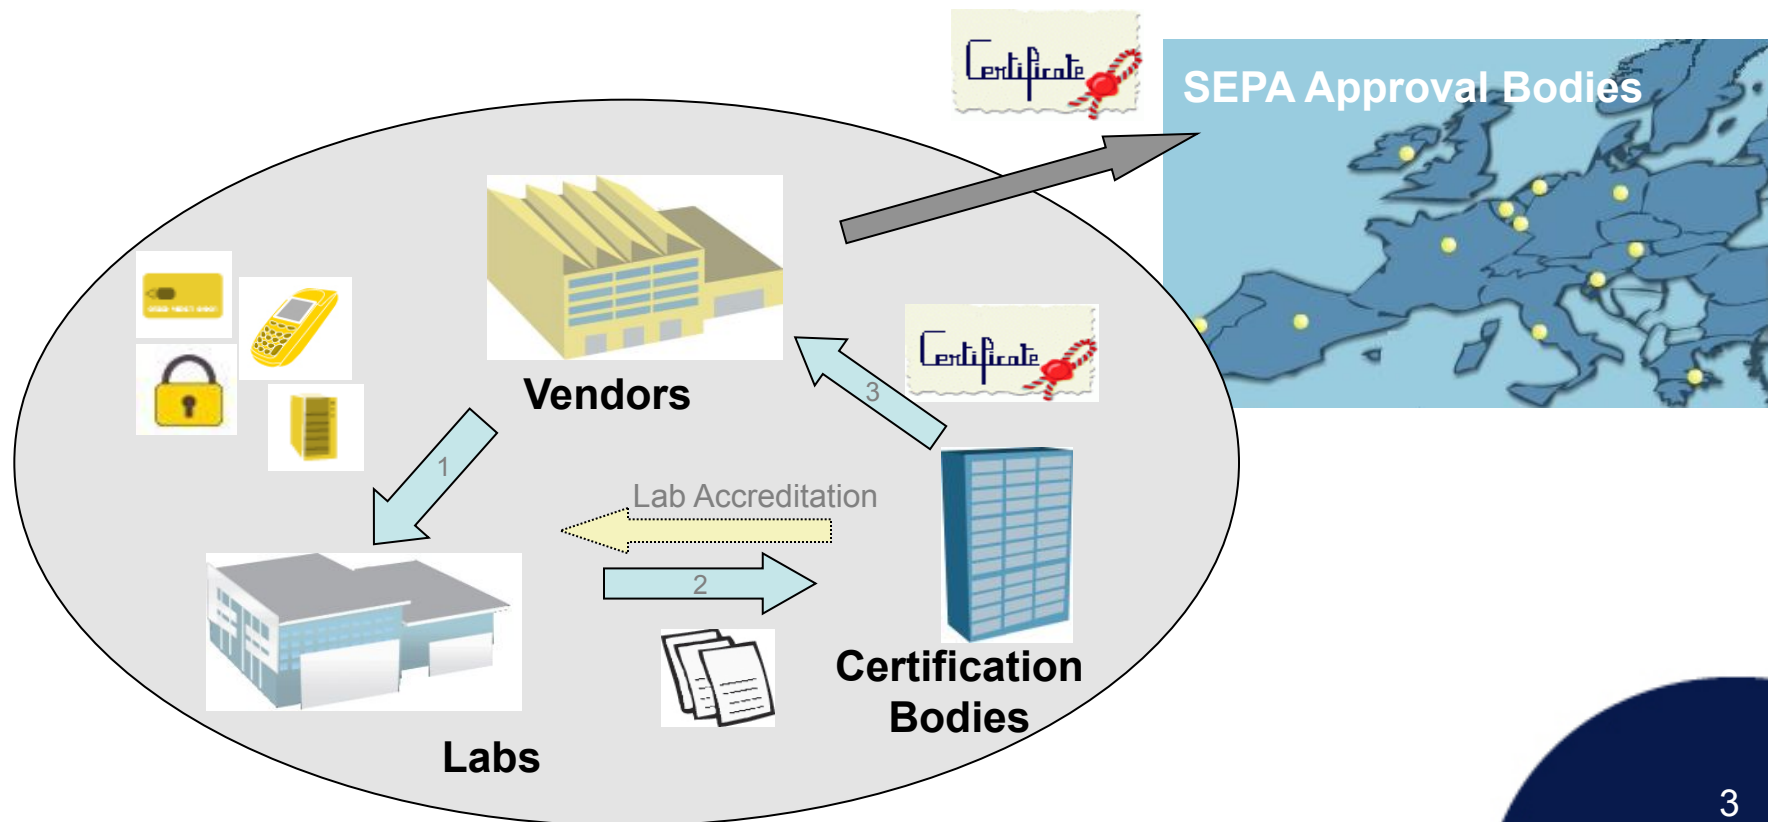 Certificate
SEPA Approval Bodies
Certificate
Vendors
3
1
Lab Accreditation
2
Certification
Bodies
Labs
3